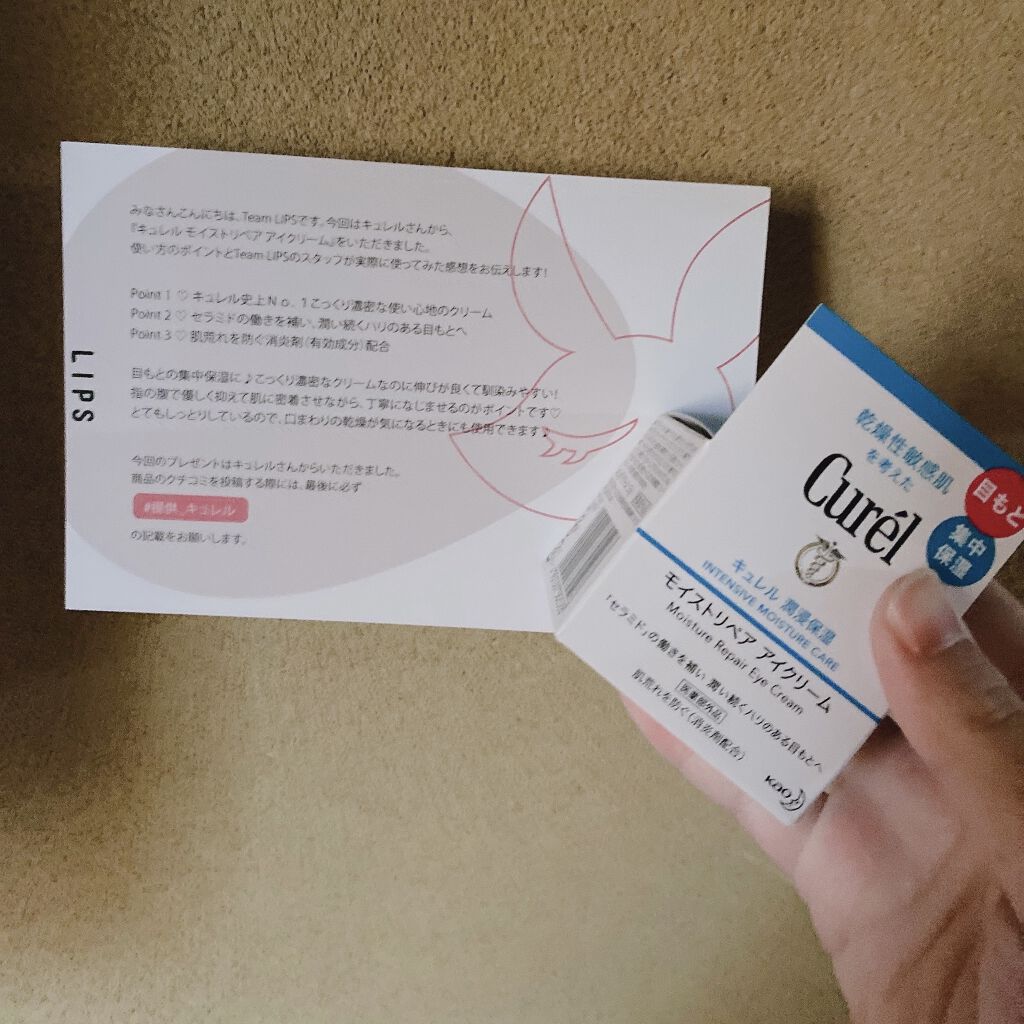 みなさんこんにちは、Team LIPSです。今回はキュレルさんから、
『キュレル モイストリペア アイクリーム』をいただきました。
使い方のポイントとTeam LIPSのスタッフが実際に使ってみた感想をお伝えします!
Point 1 ♡ キュレル史上No.1こっくり濃密な使い心地のクリーム
Point 2 ♡ セラミドの働きを補い、潤い続くハリのある目もとへ
Point 3 ♡ 肌荒れを防ぐ消炎剤(有効成分)配合
目もとの集中保湿に♪こっくり濃密なクリームなのに伸びが良くて馴染みやすい!
指の腹で優しく抑えて肌に密着させながら、丁寧になじませるのがポイントです♡
とてもしっとりしているので、口まわりの乾燥が気になるときにも使用できます♪
今回のプレゼントはキュレルさんからいただきました。
商品のクチコミを投稿する際には、最後に必ず
#提供_キュレル
の記載をお願いします。
LIPS
乾燥性敏感肌
を考えた
Curél
目もと
集中
保湿
キュレル 潤浸保湿
INTENSIVE MOISTURE CARE
モイストリペア アイクリーム
Moisture Repair Eye Cream
「セラミド」の働きを補い 潤い続くハリのある目もとへ
医薬部外品
肌荒れを防ぐ(消炎剤配合)
Kao